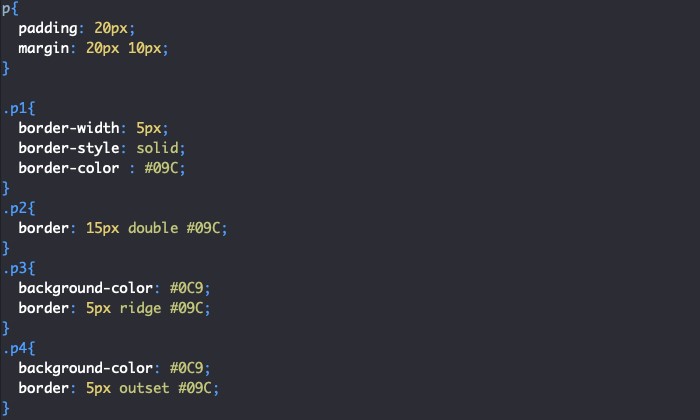 p{
  padding: 20px;
  margin: 20px 10px;
}

.p1{
  border-width: 5px;
  border-style: solid;
  border-color : #09C;
}
.p2{
  border: 15px double #09C;
}
.p3{
  background-color: #0C9;
  border: 5px ridge #09C;
}
.p4{
  background-color: #0C9;
  border: 5px outset #09C;
}